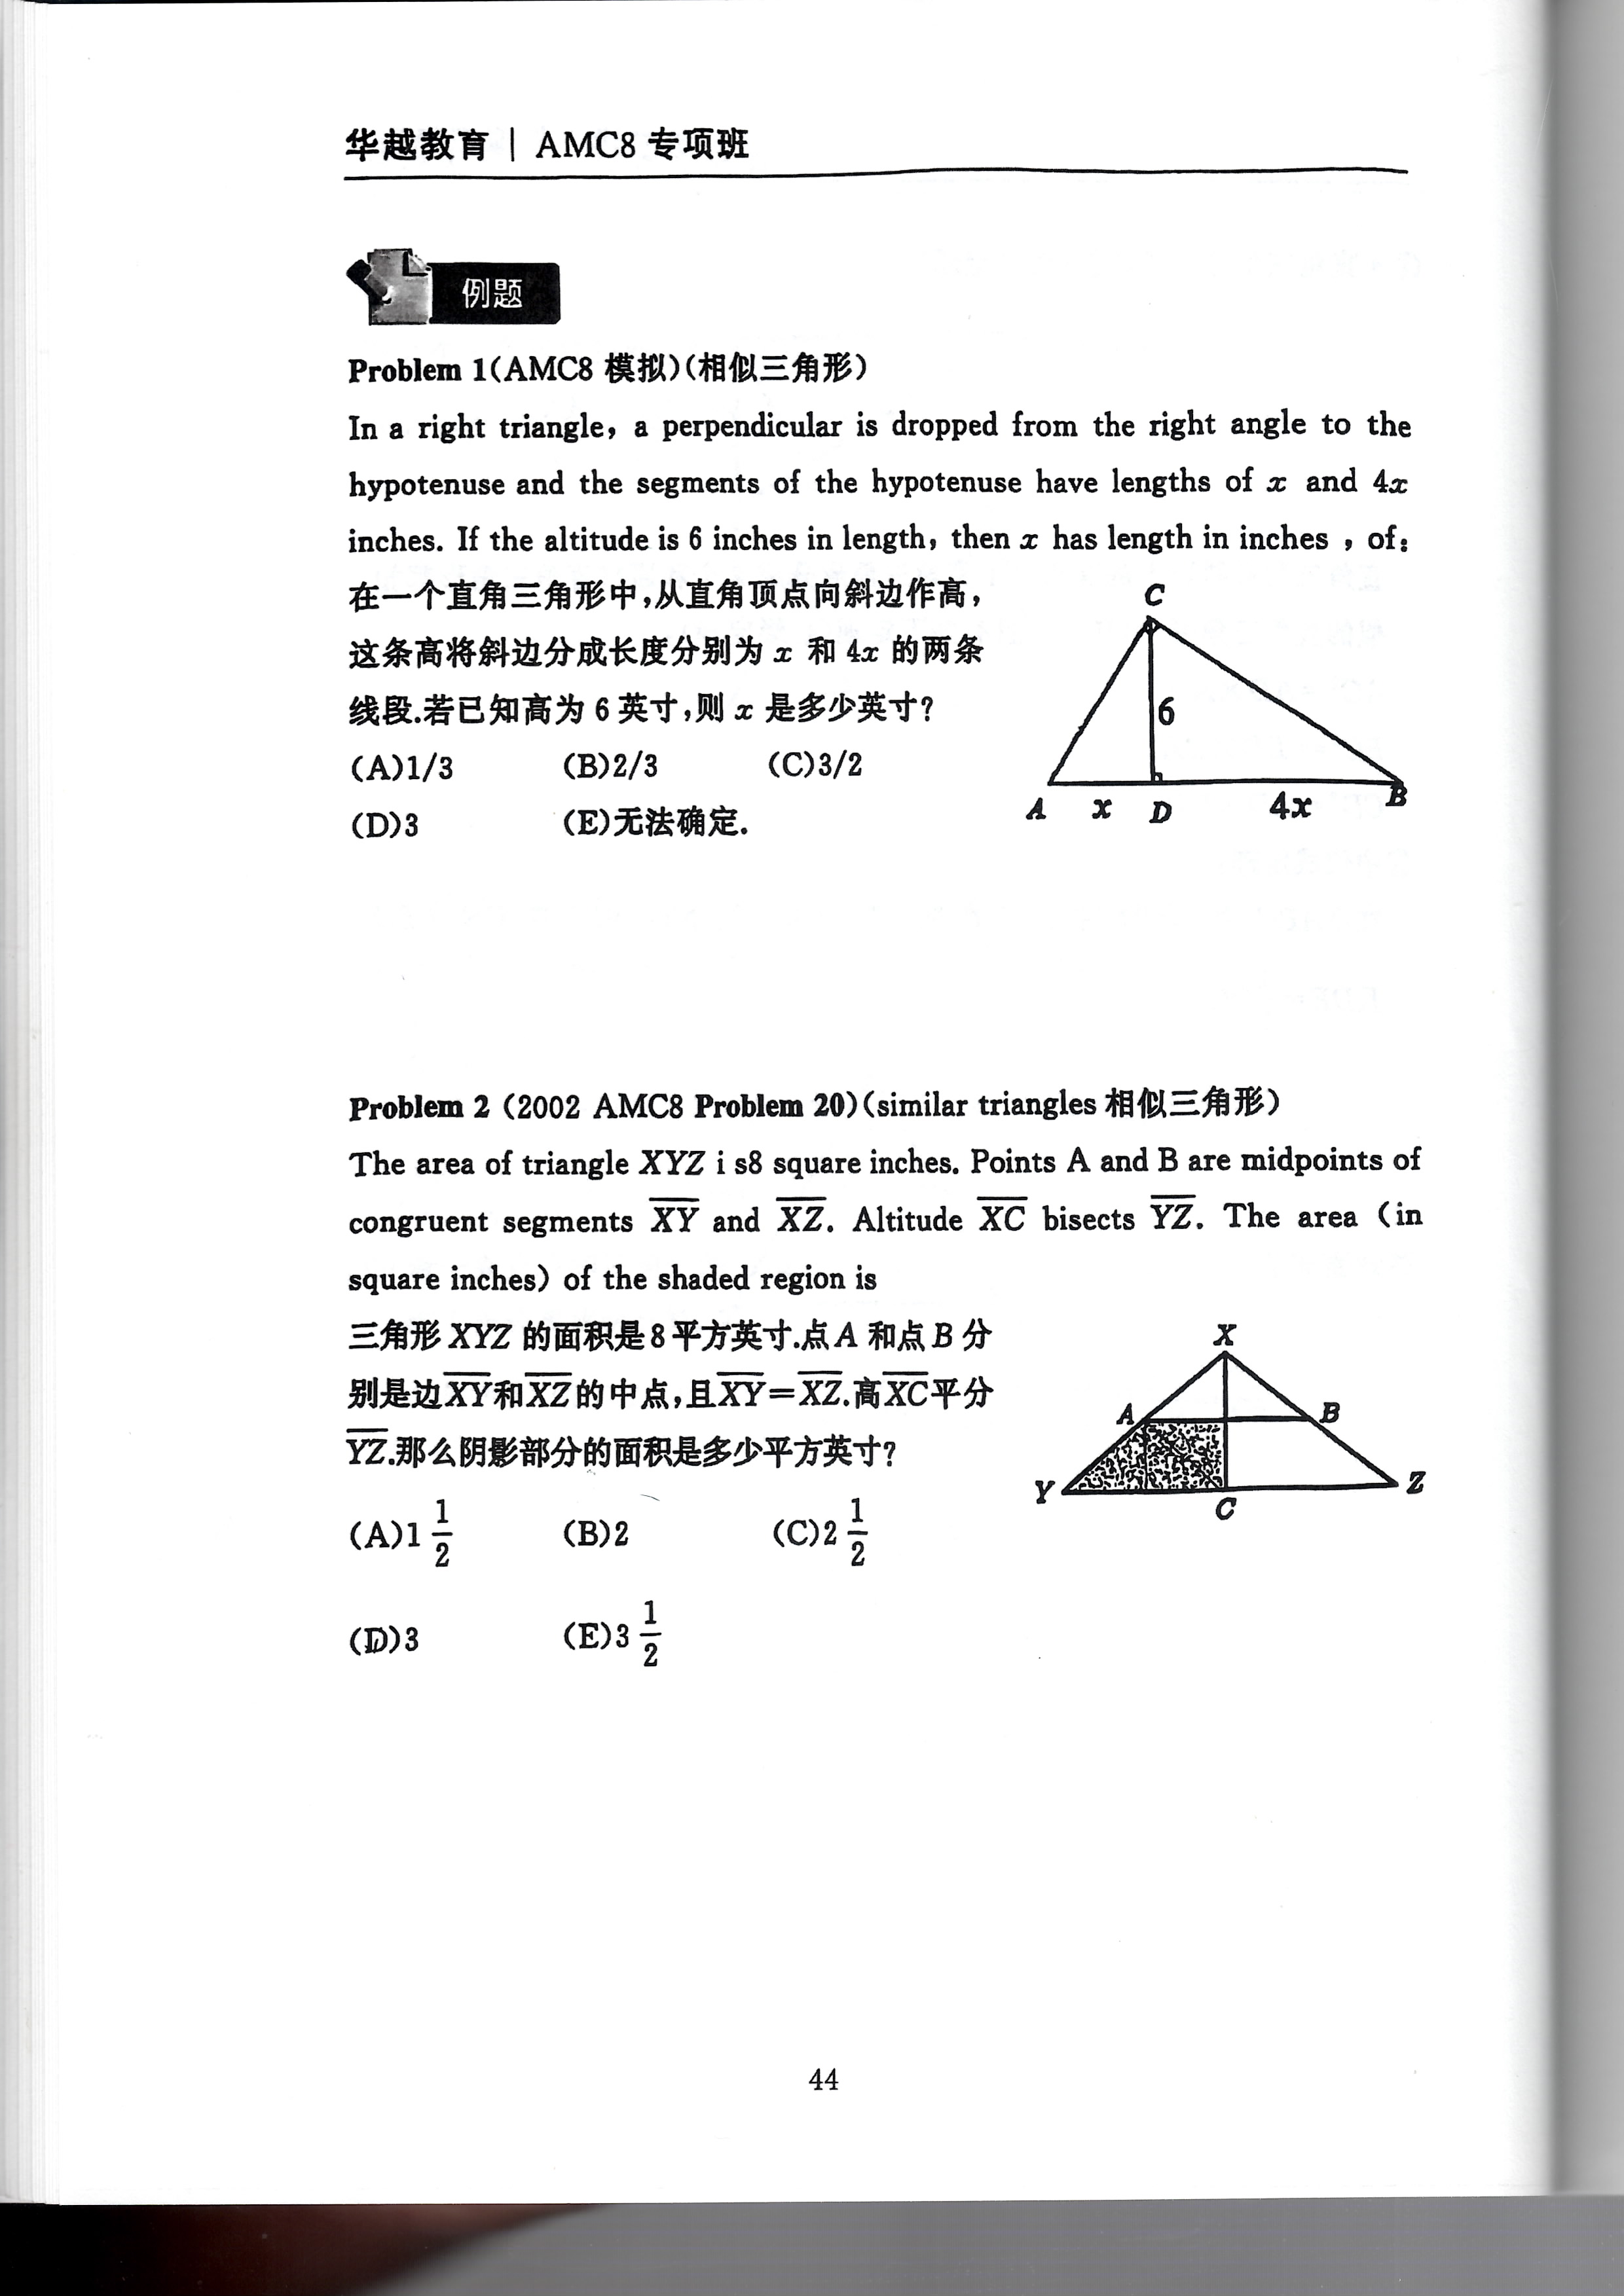 华越教育 | AMC8 专项班
例题
Problem 1(AMC8 模拟)(相似三角形)
In a right triangle, a perpendicular is dropped from the right angle to the
hypotenuse and the segments of the hypotenuse have lengths of x and 4x
inches. If the altitude is 6 inches in length, then x has length in inches , of:
在一个直角三角形中,从直角顶点向斜边作高,
这条高将斜边分成长度分别为 x 和 4x 的两条
线段.若已知高为 6 英寸,则 x 是多少英寸?
(A)1/3 (B)2/3 (C)3/2
(D)3 (E)无法确定.
C
6
A x D 4x B
Problem 2 (2002 AMC8 Problem 20)(similar triangles 相似三角形)
The area of triangle XYZ i s8 square inches. Points A and B are midpoints of
congruent segments \overline{XY} and \overline{XZ}. Altitude \overline{XC} bisects \overline{YZ}. The area (in
square inches) of the shaded region is
三角形 XYZ 的面积是 8 平方英寸.点 A 和点 B 分
别是边\overline{XY}和\overline{XZ}的中点,且\overline{XY}=\overline{XZ}.高\overline{XC}平分
\overline{YZ}.那么阴影部分的面积是多少平方英寸?
(A)1 1/2 (B)2 (C)2 1/2
(D)3 (E)3 1/2
X
A B
Y C Z
44